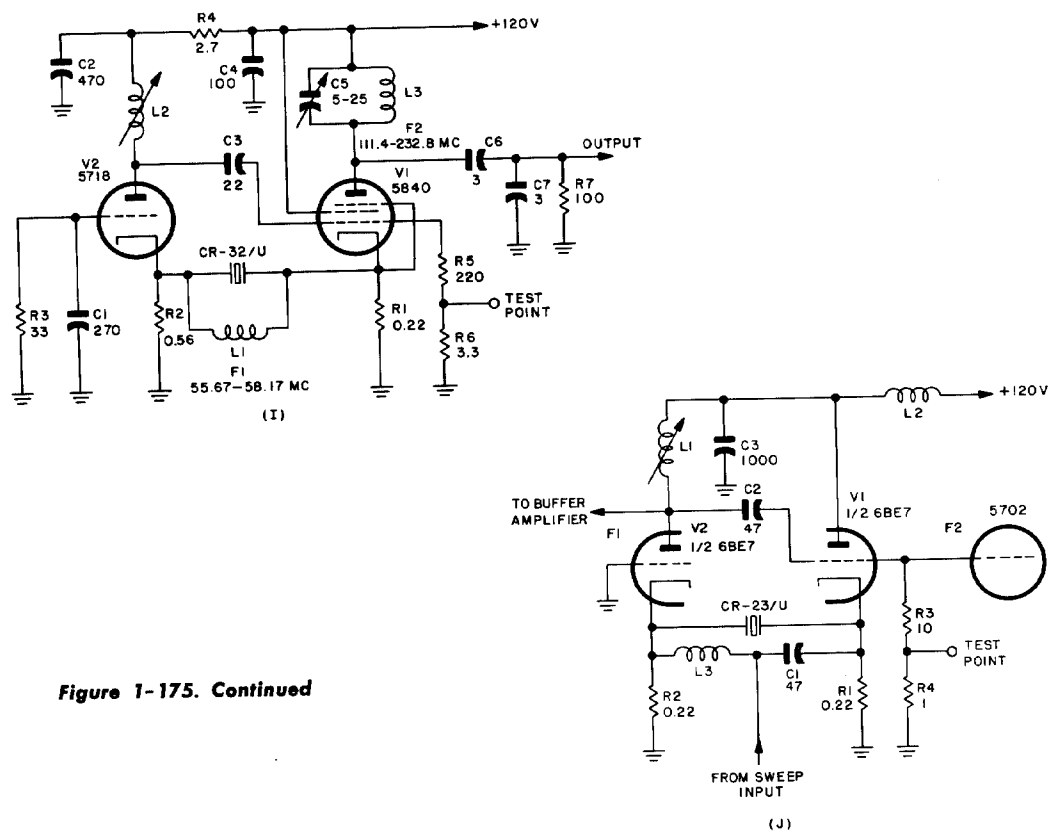 R4
2.7
+120V
C2
470
C4
100
L2
C5
5-25
L3
F2
111.4-232.8 MC
C3
22
C6
3
OUTPUT
V2
5718
V1
5840
C7
3
R7
100
CR-32/U
R5
220
TEST
POINT
R3
33
C1
270
R2
0.56
L1
F1
55.67-58.17 MC
R1
0.22
R6
3.3
(I)
+120V
L2
L1
C3
1000
TO BUFFER
AMPLIFIER
C2
47
F1
V2
1/2 6BE7
V1
1/2 6BE7
F2
5702
CR-23/U
R3
10
TEST
POINT
L3
C1
47
R2
0.22
R1
0.22
R4
1
FROM SWEEP
INPUT
(J)
Figure 1-175. Continued